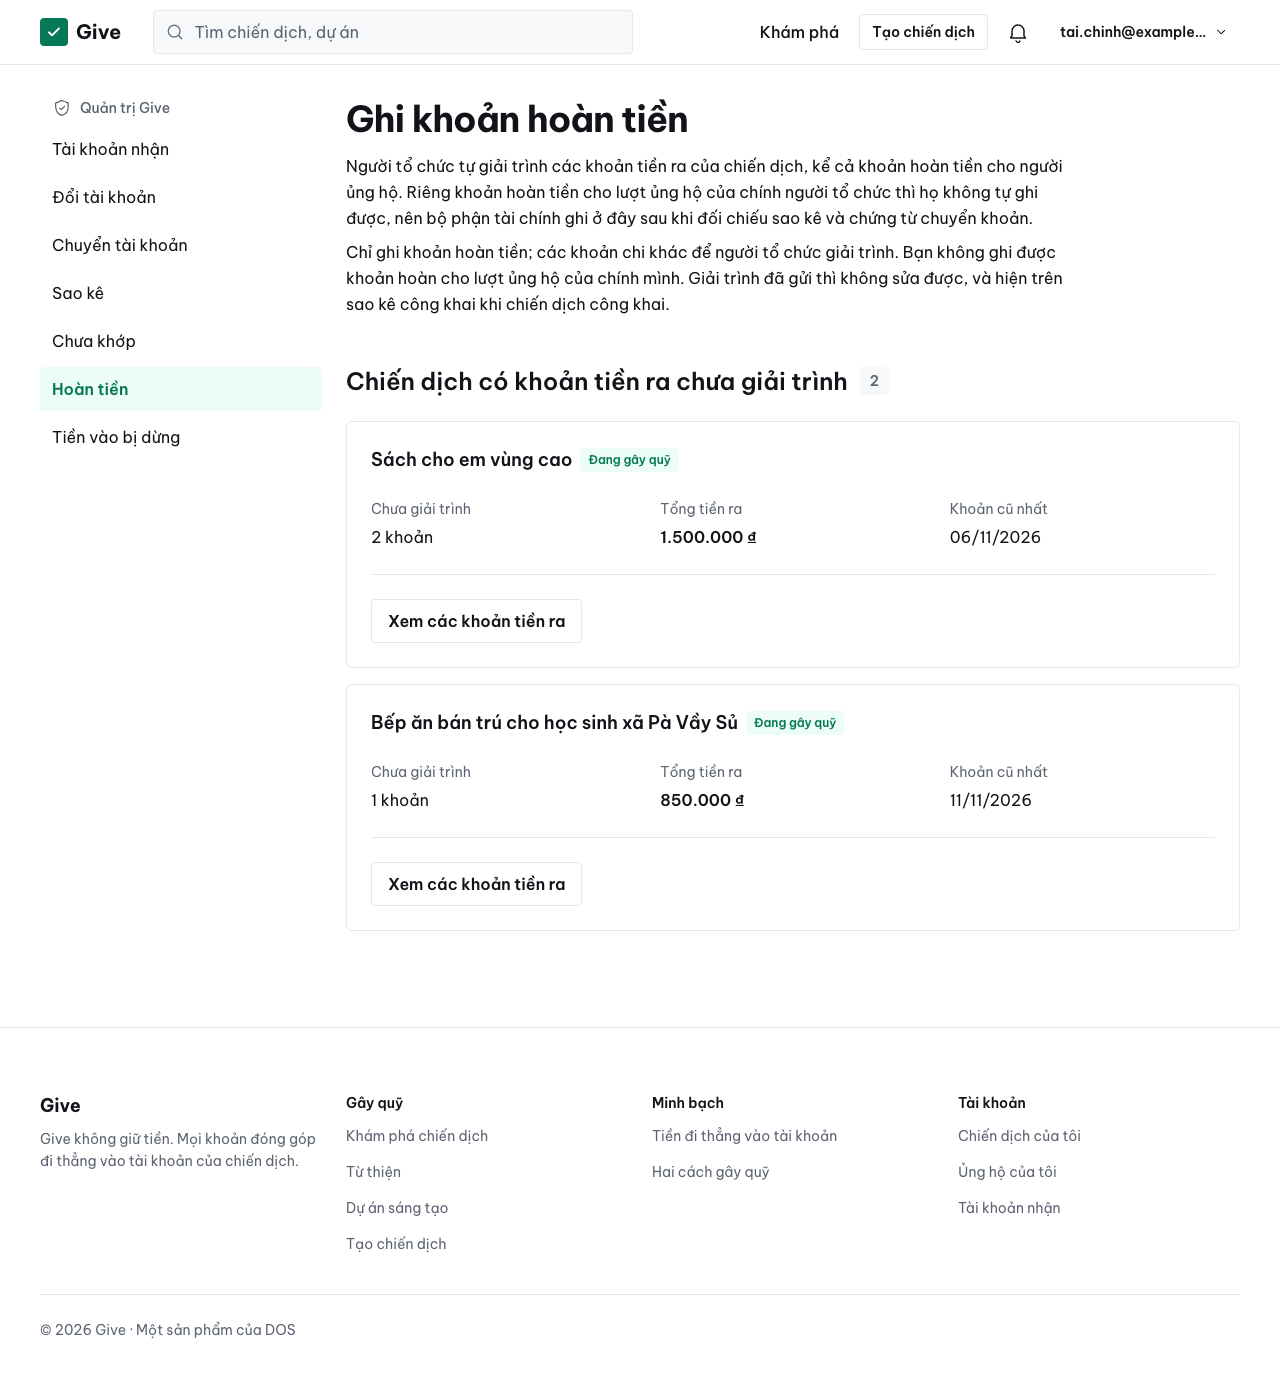 Give
Tìm chiến dịch, dự án
Khám phá
Tạo chiến dịch
tai.chinh@example...
Quản trị Give
Tài khoản nhận
Đổi tài khoản
Chuyển tài khoản
Sao kê
Chưa khớp
Hoàn tiền
Tiền vào bị dừng
Ghi khoản hoàn tiền
Người tổ chức tự giải trình các khoản tiền ra của chiến dịch, kể cả khoản hoàn tiền cho người
ủng hộ. Riêng khoản hoàn tiền cho lượt ủng hộ của chính người tổ chức thì họ không tự ghi
được, nên bộ phận tài chính ghi ở đây sau khi đối chiếu sao kê và chứng từ chuyển khoản.
Chỉ ghi khoản hoàn tiền; các khoản chi khác để người tổ chức giải trình. Bạn không ghi được
khoản hoàn cho lượt ủng hộ của chính mình. Giải trình đã gửi thì không sửa được, và hiện trên
sao kê công khai khi chiến dịch công khai.
Chiến dịch có khoản tiền ra chưa giải trình 2
Sách cho em vùng cao Đang gây quỹ
Chưa giải trình
2 khoản
Tổng tiền ra
1.500.000 ₫
Khoản cũ nhất
06/11/2026
Xem các khoản tiền ra
Bếp ăn bán trú cho học sinh xã Pà Vầy Sủ Đang gây quỹ
Chưa giải trình
1 khoản
Tổng tiền ra
850.000 ₫
Khoản cũ nhất
11/11/2026
Xem các khoản tiền ra
Give
Give không giữ tiền. Mọi khoản đóng góp
đi thẳng vào tài khoản của chiến dịch.
Gây quỹ
Khám phá chiến dịch
Từ thiện
Dự án sáng tạo
Tạo chiến dịch
Minh bạch
Tiền đi thẳng vào tài khoản
Hai cách gây quỹ
Tài khoản
Chiến dịch của tôi
Ủng hộ của tôi
Tài khoản nhận
© 2026 Give · Một sản phẩm của DOS